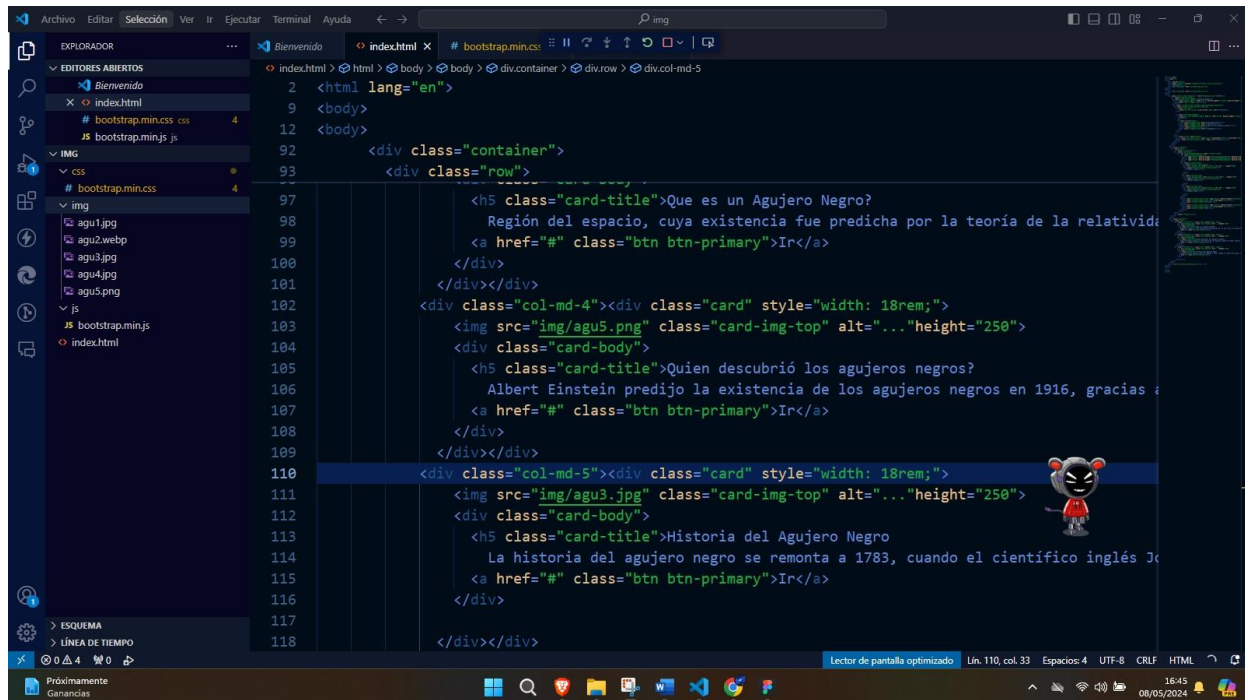 Archivo Editar Selección Ver Ir Ejecutar Terminal Ayuda
img
EXPLORADOR
EDITORES ABIERTOS
Bienvenido
index.html
bootstrap.min.css css 4
bootstrap.min.js js
IMG
css
bootstrap.min.css 4
img
agu1.jpg
agu2.webp
agu3.jpg
agu4.jpg
agu5.png
js
bootstrap.min.js
index.html
ESQUEMA
LÍNEA DE TIEMPO
Bienvenido index.html # bootstrap.min.css
index.html > html > body > body > div.container > div.row > div.col-md-5
2 <html lang="en">
9 <body>
12 <body>
92 <div class="container">
93 <div class="row">
97 <h5 class="card-title">Que es un Agujero Negro?
98 Región del espacio, cuya existencia fue predicha por la teoría de la relativida
99 <a href="#" class="btn btn-primary">Ir</a>
100 </div>
101 </div></div>
102 <div class="col-md-4"><div class="card" style="width: 18rem;">
103 <img src="img/agu5.png" class="card-img-top" alt="..."height="250">
104 <div class="card-body">
105 <h5 class="card-title">Quien descubrió los agujeros negros?
106 Albert Einstein predijo la existencia de los agujeros negros en 1916, gracias a
107 <a href="#" class="btn btn-primary">Ir</a>
108 </div>
109 </div></div>
110 <div class="col-md-5"><div class="card" style="width: 18rem;">
111 <img src="img/agu3.jpg" class="card-img-top" alt="..."height="250">
112 <div class="card-body">
113 <h5 class="card-title">Historia del Agujero Negro
114 La historia del agujero negro se remonta a 1783, cuando el científico inglés Jo
115 <a href="#" class="btn btn-primary">Ir</a>
116 </div>
117
118 </div></div>
0 4 0 Lector de pantalla optimizado Lín. 110, col. 33 Espacios: 4 UTF-8 CRLF HTML
Próximamente
Ganancias
16:45
08/05/2024